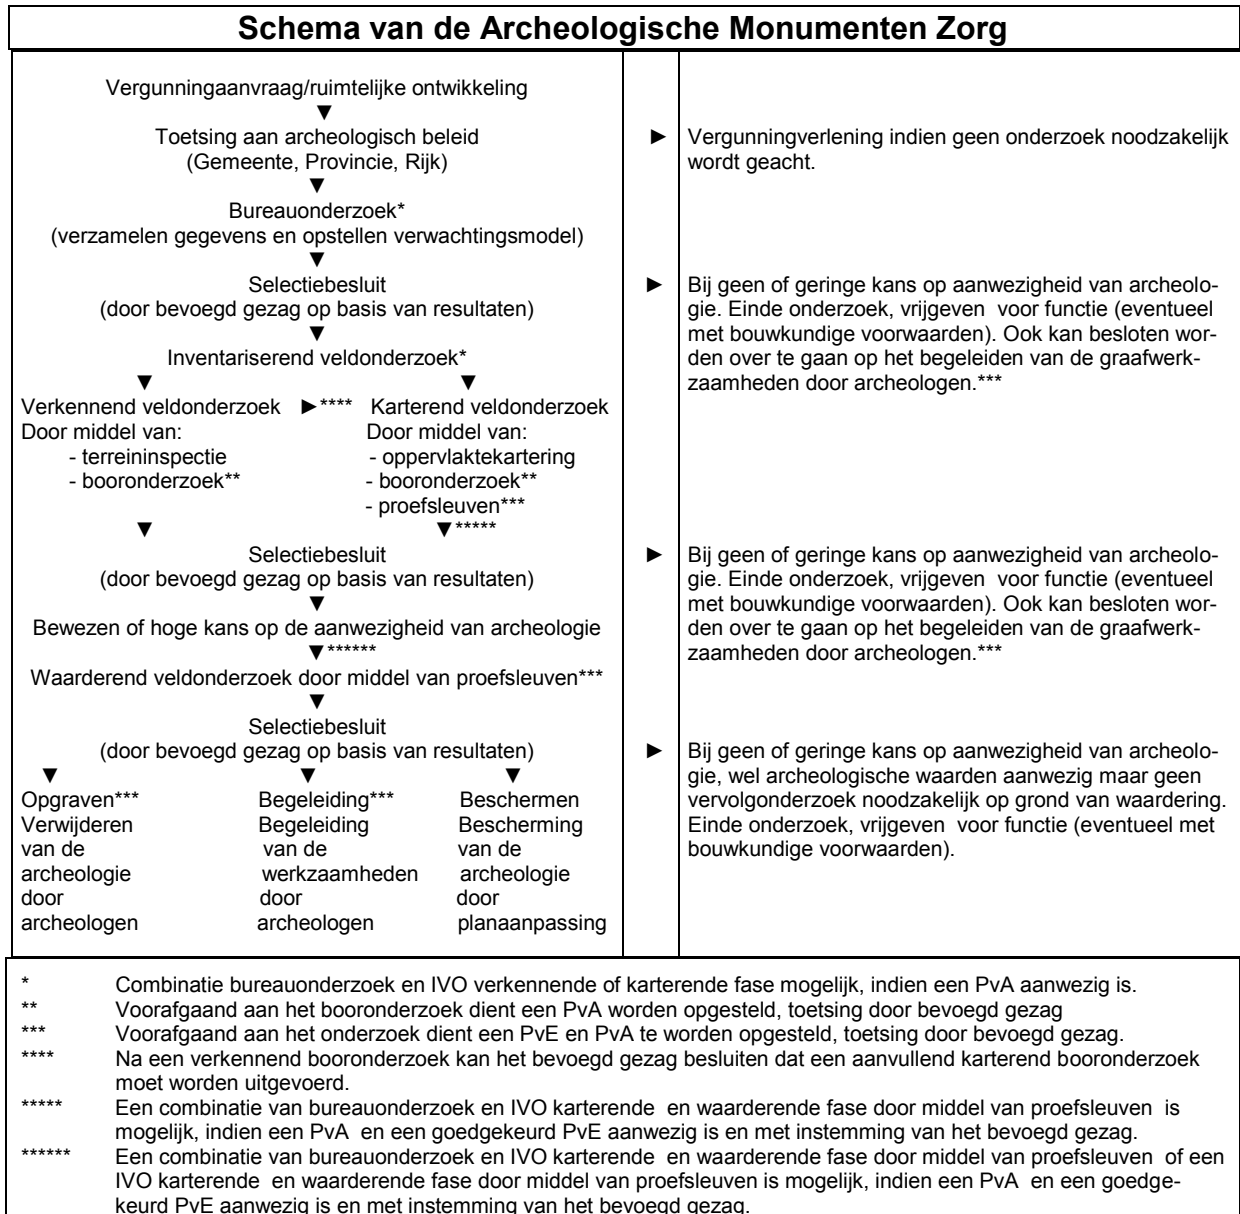 Schema van de Archeologische Monumenten Zorg
Vergunningaanvraag/ruimtelijke ontwikkeling
▼
Toetsing aan archeologisch beleid
(Gemeente, Provincie, Rijk)
► Vergunningverlening indien geen onderzoek noodzakelijk
wordt geacht.
▼
Bureauonderzoek*
(verzamelen gegevens en opstellen verwachtingsmodel)
▼
Selectiebesluit
(door bevoegd gezag op basis van resultaten)
► Bij geen of geringe kans op aanwezigheid van archeolo-
gie. Einde onderzoek, vrijgeven voor functie (eventueel
met bouwkundige voorwaarden). Ook kan besloten wor-
den over te gaan op het begeleiden van de graafwerk-
zaamheden door archeologen.***
▼
Inventariserend veldonderzoek*
▼ ▼
Verkennend veldonderzoek ►**** Karterend veldonderzoek
Door middel van: Door middel van:
- terreininspectie - oppervlaktekartering
- booronderzoek** - booronderzoek**
- proefsleuven***
▼ ▼*****
Selectiebesluit
(door bevoegd gezag op basis van resultaten)
► Bij geen of geringe kans op aanwezigheid van archeolo-
gie. Einde onderzoek, vrijgeven voor functie (eventueel
met bouwkundige voorwaarden). Ook kan besloten wor-
den over te gaan op het begeleiden van de graafwerk-
zaamheden door archeologen.***
▼
Bewezen of hoge kans op de aanwezigheid van archeologie
▼******
Waarderend veldonderzoek door middel van proefsleuven***
▼
Selectiebesluit
(door bevoegd gezag op basis van resultaten)
► Bij geen of geringe kans op aanwezigheid van archeolo-
gie, wel archeologische waarden aanwezig maar geen
vervolgonderzoek noodzakelijk op grond van waardering.
Einde onderzoek, vrijgeven voor functie (eventueel met
bouwkundige voorwaarden).
▼ ▼ ▼
Opgraven*** Begeleiding*** Beschermen
Verwijderen Begeleiding Bescherming
van de van de van de
archeologie werkzaamheden archeologie
door door door
archeologen archeologen planaanpassing
* Combinatie bureauonderzoek en IVO verkennende of karterende fase mogelijk, indien een PvA aanwezig is.
** Voorafgaand aan het booronderzoek dient een PvA worden opgesteld, toetsing door bevoegd gezag
*** Voorafgaand aan het onderzoek dient een PvE en PvA te worden opgesteld, toetsing door bevoegd gezag.
**** Na een verkennend booronderzoek kan het bevoegd gezag besluiten dat een aanvullend karterend booronderzoek
moet worden uitgevoerd.
***** Een combinatie van bureauonderzoek en IVO karterende en waarderende fase door middel van proefsleuven is
mogelijk, indien een PvA en een goedgekeurd PvE aanwezig is en met instemming van het bevoegd gezag.
****** Een combinatie van bureauonderzoek en IVO karterende en waarderende fase door middel van proefsleuven of een
IVO karterende en waarderende fase door middel van proefsleuven is mogelijk, indien een PvA en een goedge-
keurd PvE aanwezig is en met instemming van het bevoegd gezag.